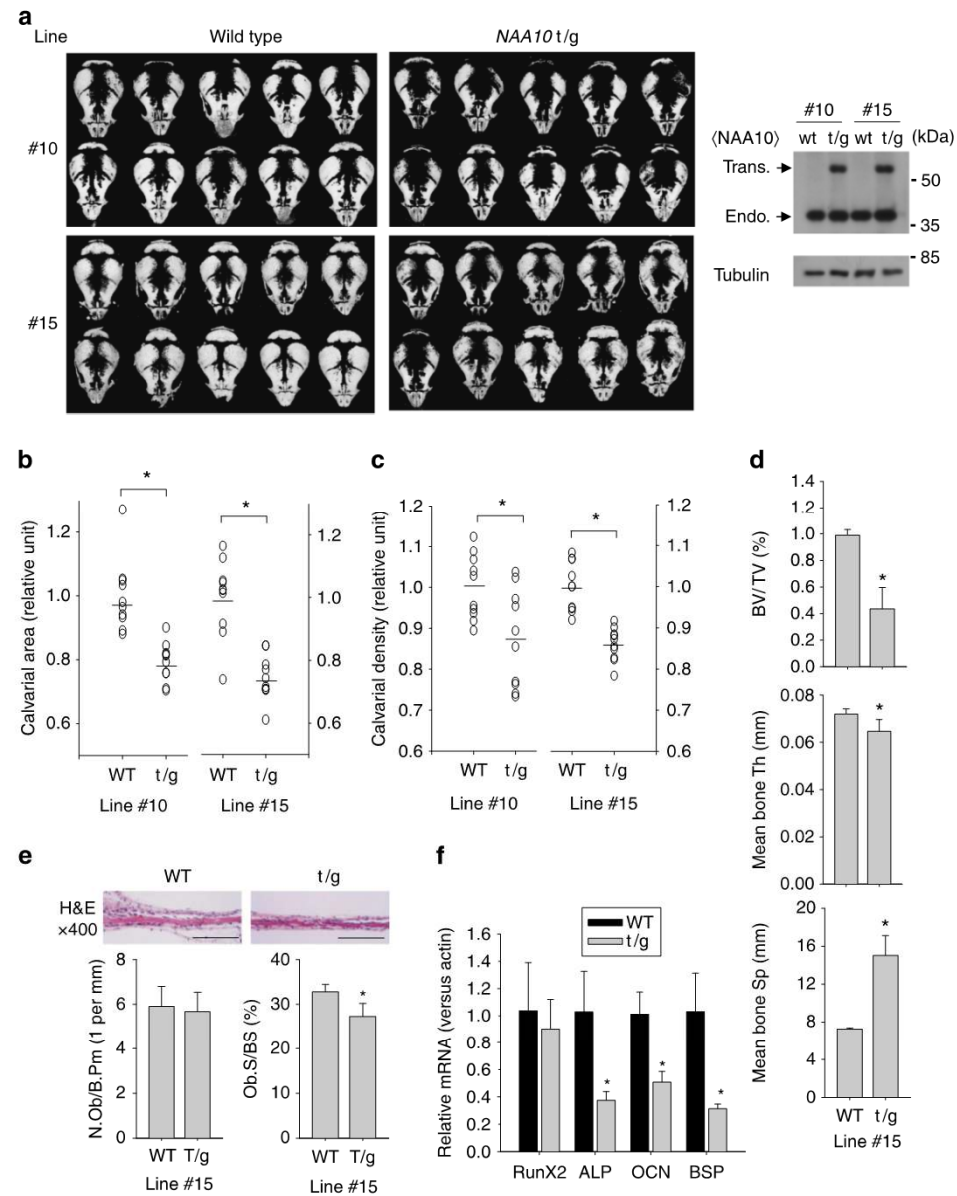 a
Line
Wild type
NAA10 t/g
#10
#15
#10 #15
⟨NAA10⟩ wt t/g wt t/g (kDa)
Trans.
- 50
Endo.
- 35
- 85
Tubulin
b
*
*
Calvarial area (relative unit)
1.2
1.0
0.8
0.6
1.2
1.0
0.8
0.6
WT t/g WT t/g
Line #10 Line #15
c
*
*
Calvarial density (relative unit)
1.2
1.1
1.0
0.9
0.8
0.7
0.6
1.2
1.1
1.0
0.9
0.8
0.7
0.6
WT t/g WT t/g
Line #10 Line #15
d
BV/TV (%)
1.4
1.2
1.0
0.8
0.6
0.4
0.2
0.0
*
Mean bone Th (mm)
0.08
0.06
0.04
0.02
0.00
*
Mean bone Sp (mm)
20
16
12
8
4
0
*
WT t/g
Line #15
e
WT t/g
H&E
×400
N.Ob/B.Pm (1 per mm)
8
6
4
2
0
WT T/g
Line #15
Ob.S/BS (%)
40
30
20
10
0
*
WT T/g
Line #15
f
WT
t/g
Relative mRNA (versus actin)
1.6
1.4
1.2
1.0
0.8
0.6
0.4
0.2
0.0
* * *
RunX2 ALP OCN BSP